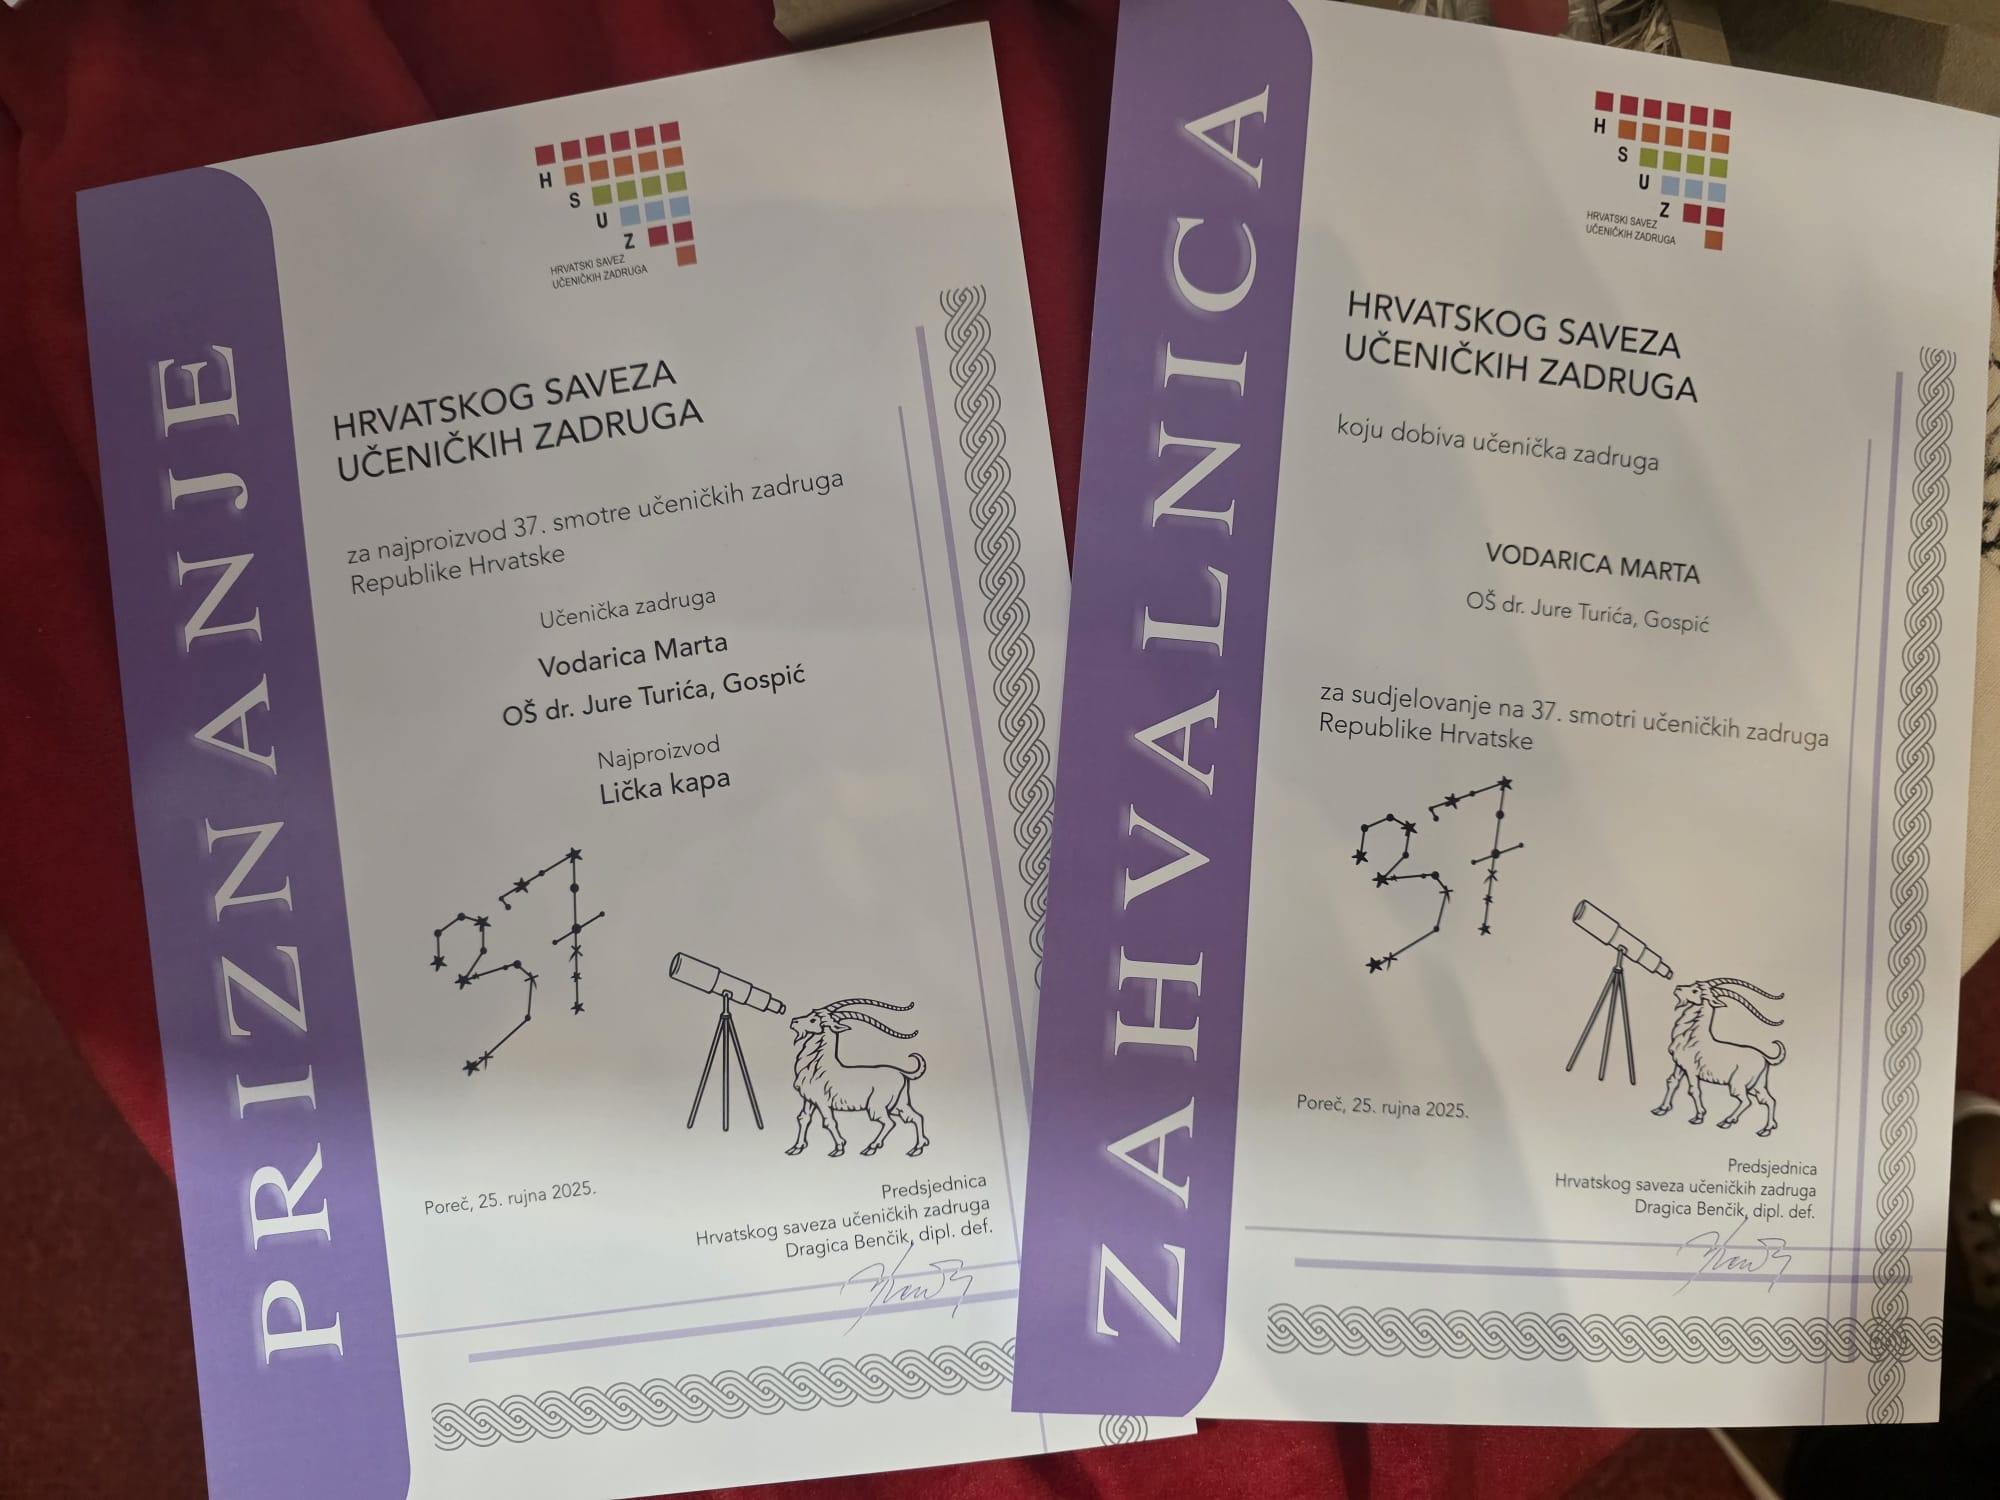 PRIZNANJE
H
S
U
Z
HRVATSKI SAVEZ
UČENIČKIH ZADRUGA
HRVATSKOG SAVEZA
UČENIČKIH ZADRUGA
za najproizvod 37. smotre učeničkih zadruga
Republike Hrvatske
Učenička zadruga
Vodarica Marta
OŠ dr. Jure Turića, Gospić
Najproizvod
Lička kapa
37
Poreč, 25. rujna 2025.
Predsjednica
Hrvatskog saveza učeničkih zadruga
Dragica Benčik, dipl. def.
ZAHVALNICA
H
S
U
Z
HRVATSKI SAVEZ
UČENIČKIH ZADRUGA
HRVATSKOG SAVEZA
UČENIČKIH ZADRUGA
koju dobiva učenička zadruga
VODARICA MARTA
OŠ dr. Jure Turića, Gospić
za sudjelovanje na 37. smotri učeničkih zadruga
Republike Hrvatske
37
Poreč, 25. rujna 2025.
Predsjednica
Hrvatskog saveza učeničkih zadruga
Dragica Benčik, dipl. def.